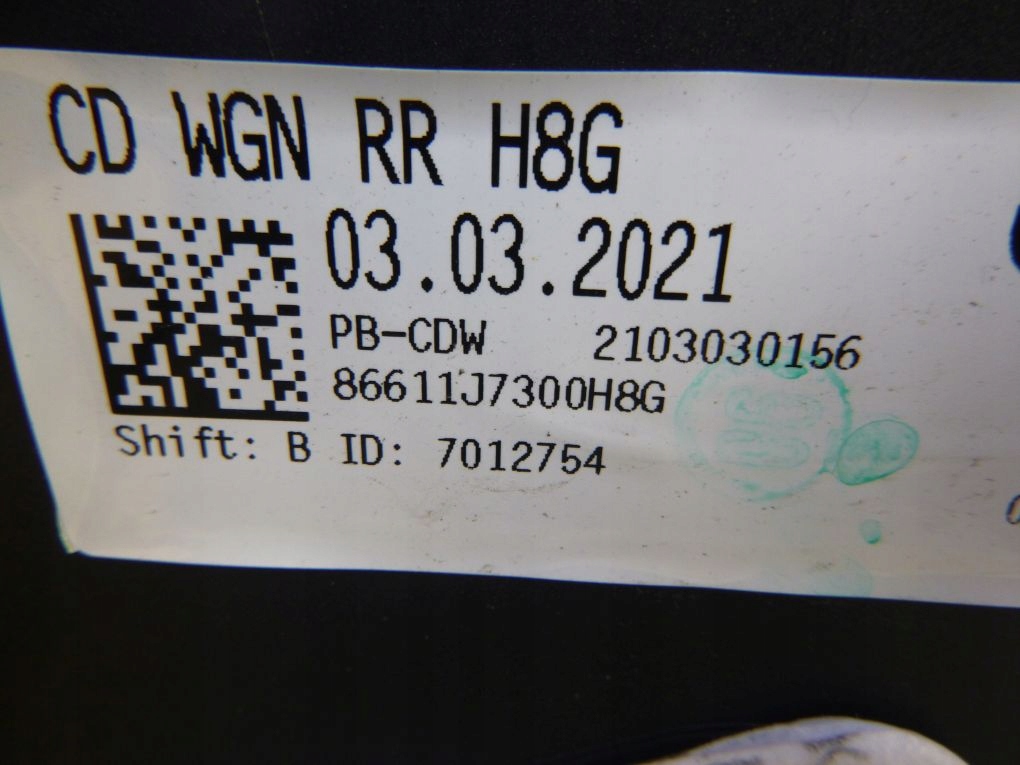 CD WGN RR H8G
03.03.2021
PB-CDW 2103030156
86611J7300H8G
Shift: B ID: 7012754